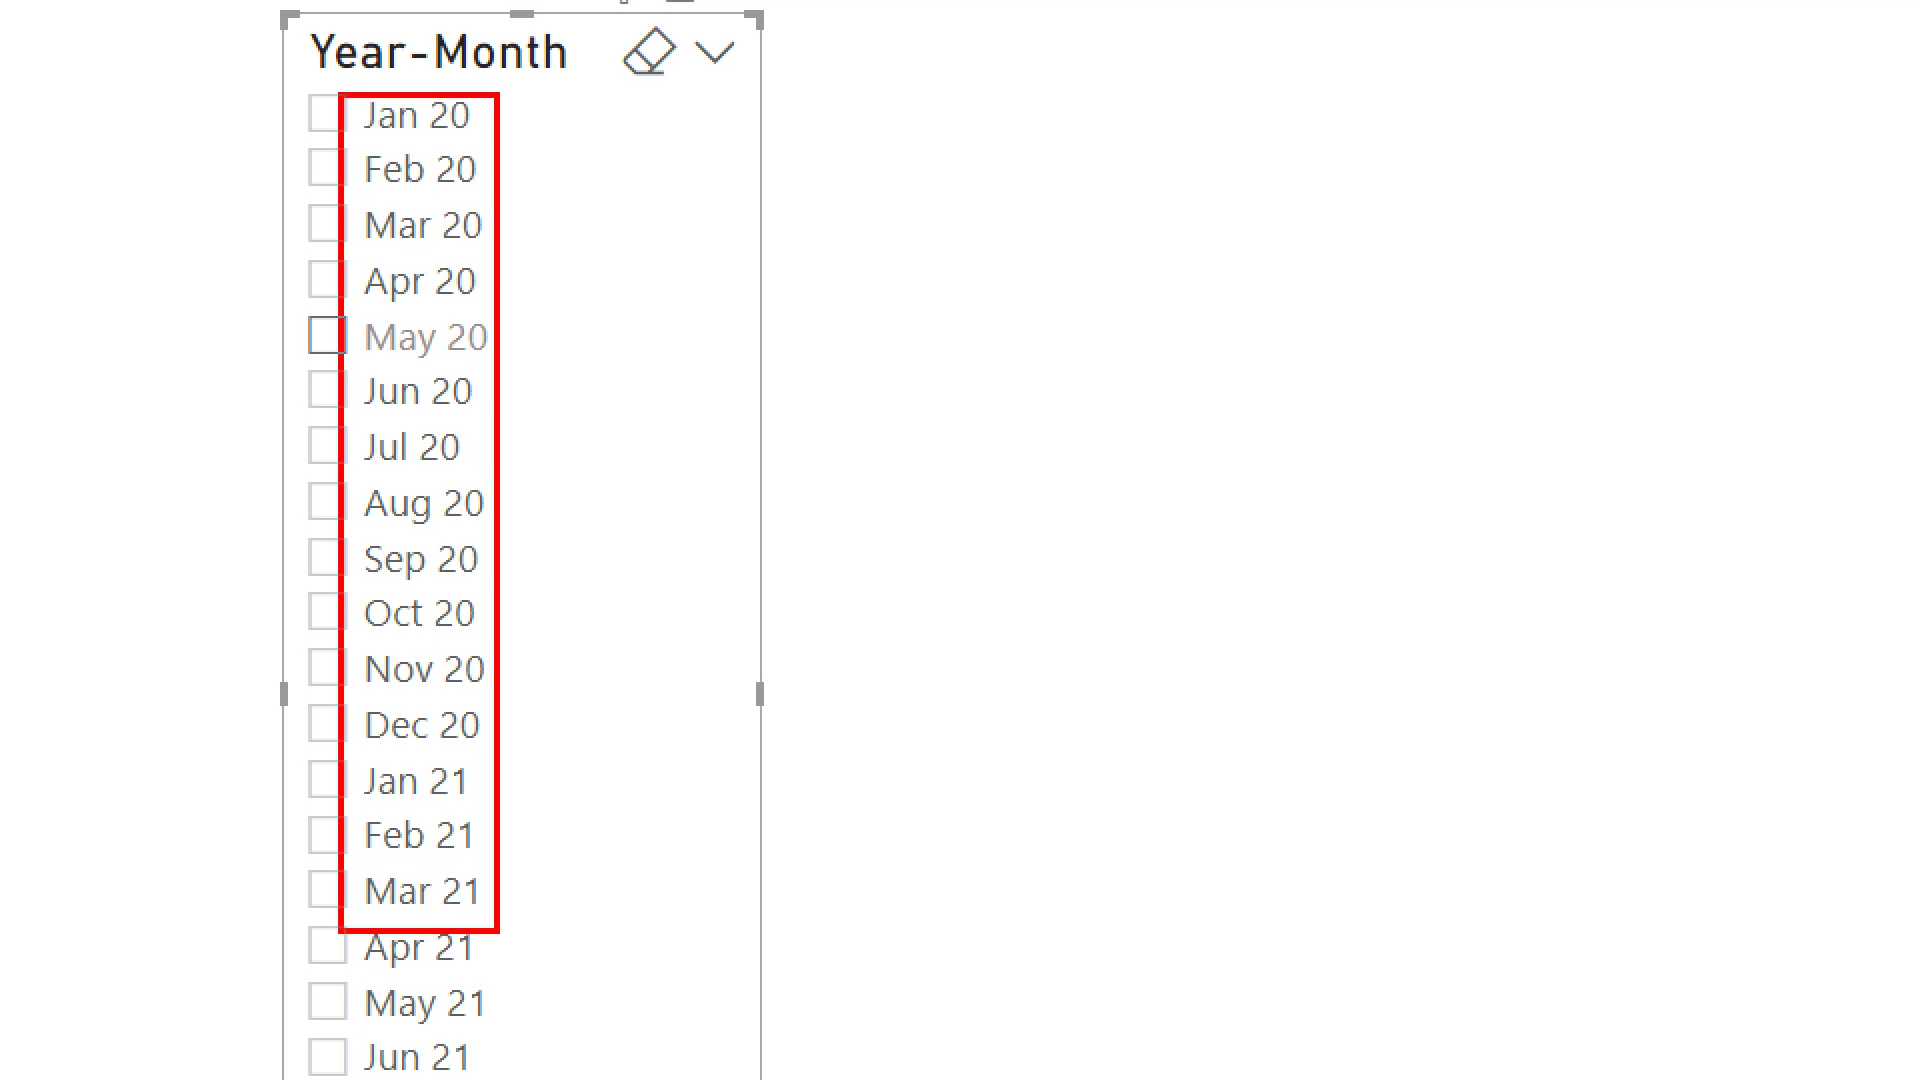 Year-Month
Jan 20
Feb 20
Mar 20
Apr 20
May 20
Jun 20
Jul 20
Aug 20
Sep 20
Oct 20
Nov 20
Dec 20
Jan 21
Feb 21
Mar 21
Apr 21
May 21
Jun 21